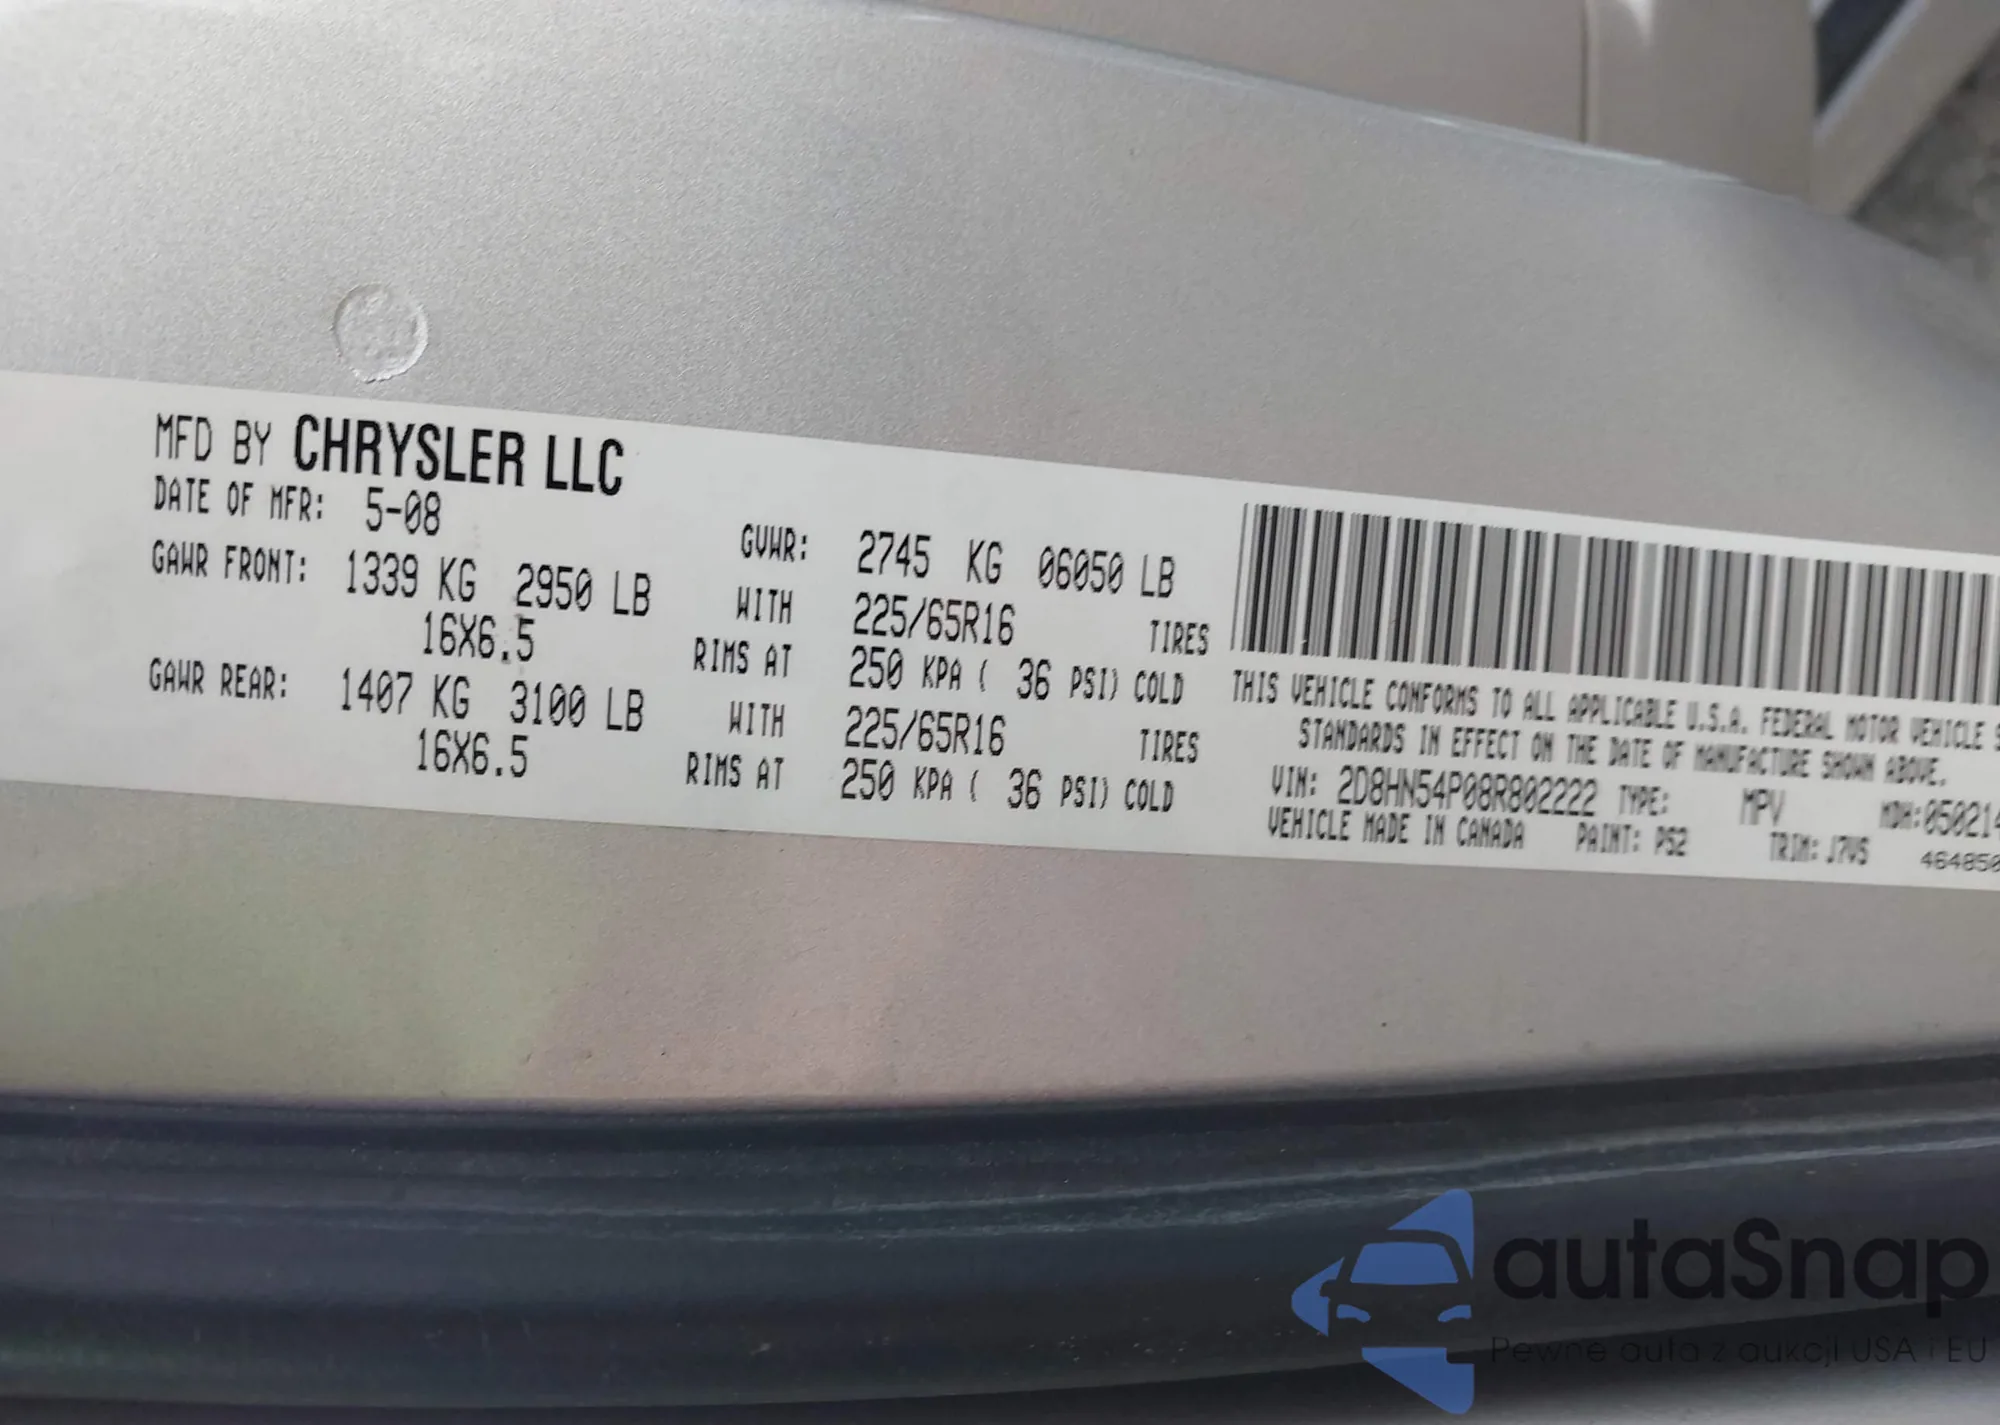 MFD BY CHRYSLER LLC
DATE OF MFR: 5-08 GVWR: 2745 KG 06050 LB
GAWR FRONT: 1339 KG 2950 LB WITH 225/65R16 TIRES
16X6.5 RIMS AT 250 KPA ( 36 PSI) COLD
GAWR REAR: 1407 KG 3100 LB WITH 225/65R16 TIRES
16X6.5 RIMS AT 250 KPA ( 36 PSI) COLD
THIS VEHICLE CONFORMS TO ALL APPLICABLE U.S.A. FEDERAL MOTOR VEHICLE S
STANDARDS IN EFFECT ON THE DATE OF MANUFACTURE SHOWN ABOVE.
VIN: 2D8HN54P08R802222 TYPE: MPV MDH:050214
VEHICLE MADE IN CANADA PAINT: PS2 TRIM: J7VS 464850
autaSnap
Pewne auta z aukcji USA i EU